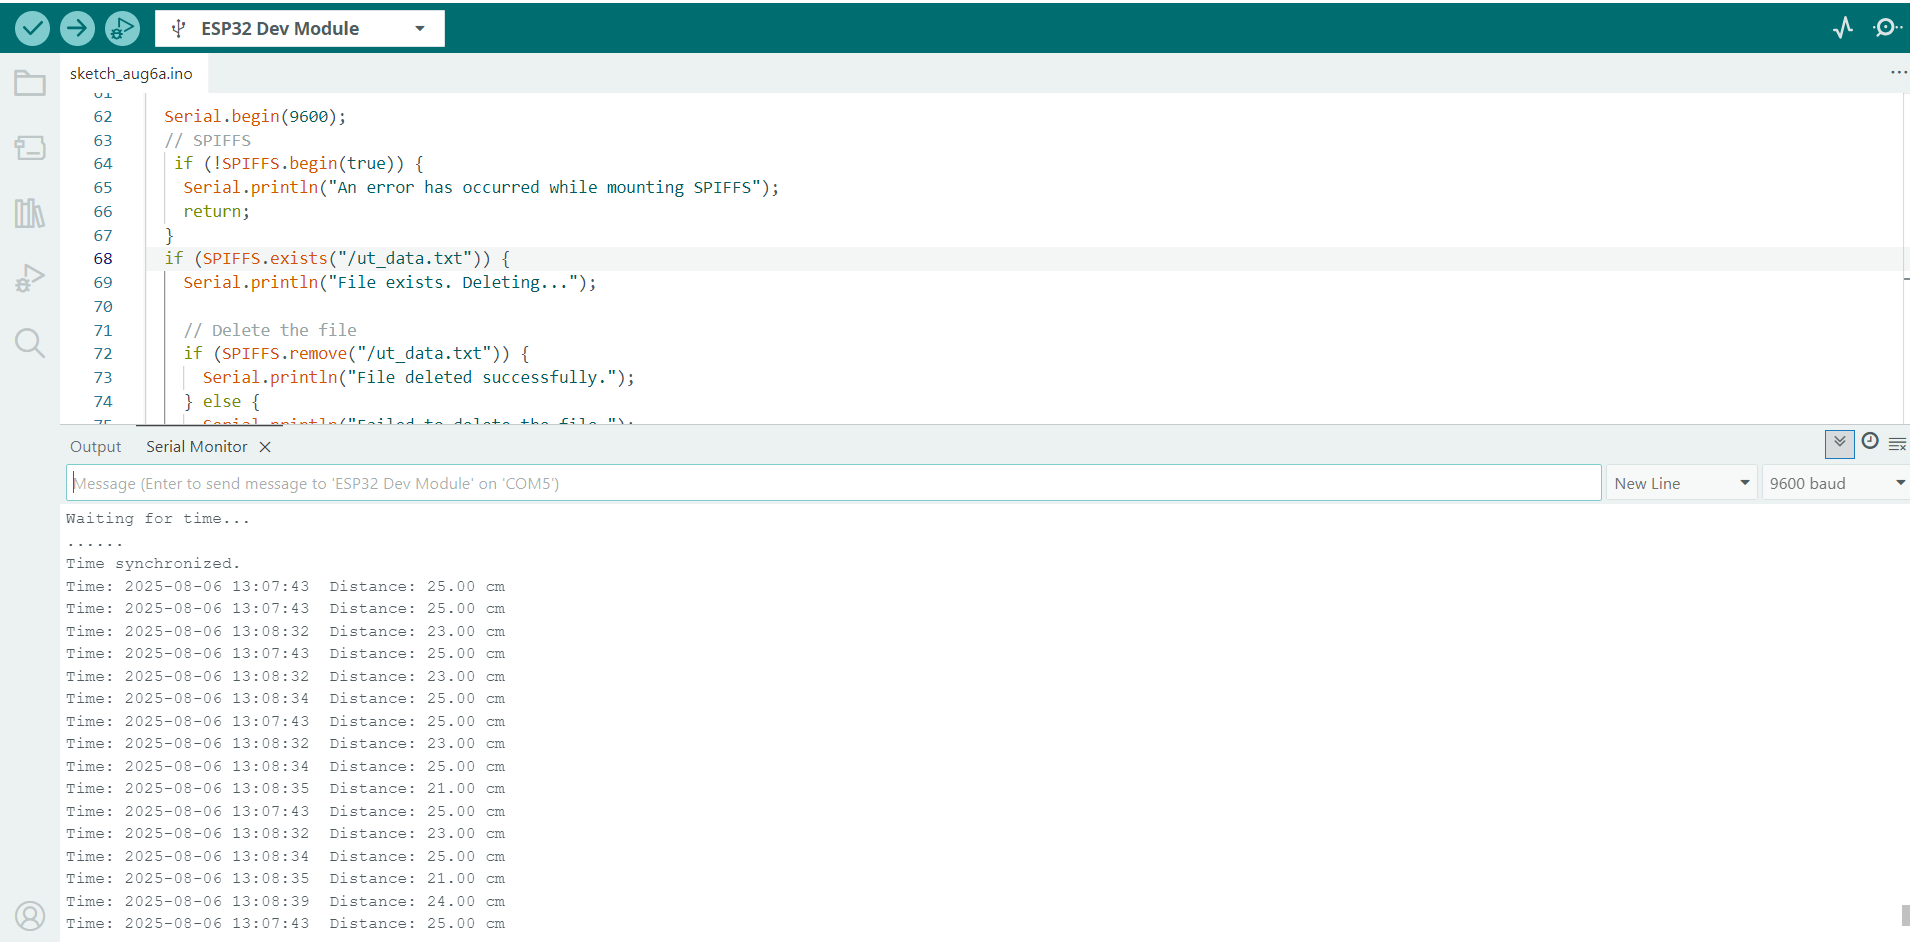 ESP32 Dev Module
sketch_aug6a.ino
61
62 Serial.begin(9600);
63 // SPIFFS
64 if (!SPIFFS.begin(true)) {
65 Serial.println("An error has occurred while mounting SPIFFS");
66 return;
67 }
68 if (SPIFFS.exists("/ut_data.txt")) {
69 Serial.println("File exists. Deleting...");
70
71 // Delete the file
72 if (SPIFFS.remove("/ut_data.txt")) {
73 Serial.println("File deleted successfully.");
74 } else {
75 Serial.println("Failed to delete the file.");
Output Serial Monitor
Message (Enter to send message to 'ESP32 Dev Module' on 'COM5') New Line 9600 baud
Waiting for time...
......
Time synchronized.
Time: 2025-08-06 13:07:43  Distance: 25.00 cm
Time: 2025-08-06 13:07:43  Distance: 25.00 cm
Time: 2025-08-06 13:08:32  Distance: 23.00 cm
Time: 2025-08-06 13:07:43  Distance: 25.00 cm
Time: 2025-08-06 13:08:32  Distance: 23.00 cm
Time: 2025-08-06 13:08:34  Distance: 25.00 cm
Time: 2025-08-06 13:07:43  Distance: 25.00 cm
Time: 2025-08-06 13:08:32  Distance: 23.00 cm
Time: 2025-08-06 13:08:34  Distance: 25.00 cm
Time: 2025-08-06 13:08:35  Distance: 21.00 cm
Time: 2025-08-06 13:07:43  Distance: 25.00 cm
Time: 2025-08-06 13:08:32  Distance: 23.00 cm
Time: 2025-08-06 13:08:34  Distance: 25.00 cm
Time: 2025-08-06 13:08:35  Distance: 21.00 cm
Time: 2025-08-06 13:08:39  Distance: 24.00 cm
Time: 2025-08-06 13:07:43  Distance: 25.00 cm